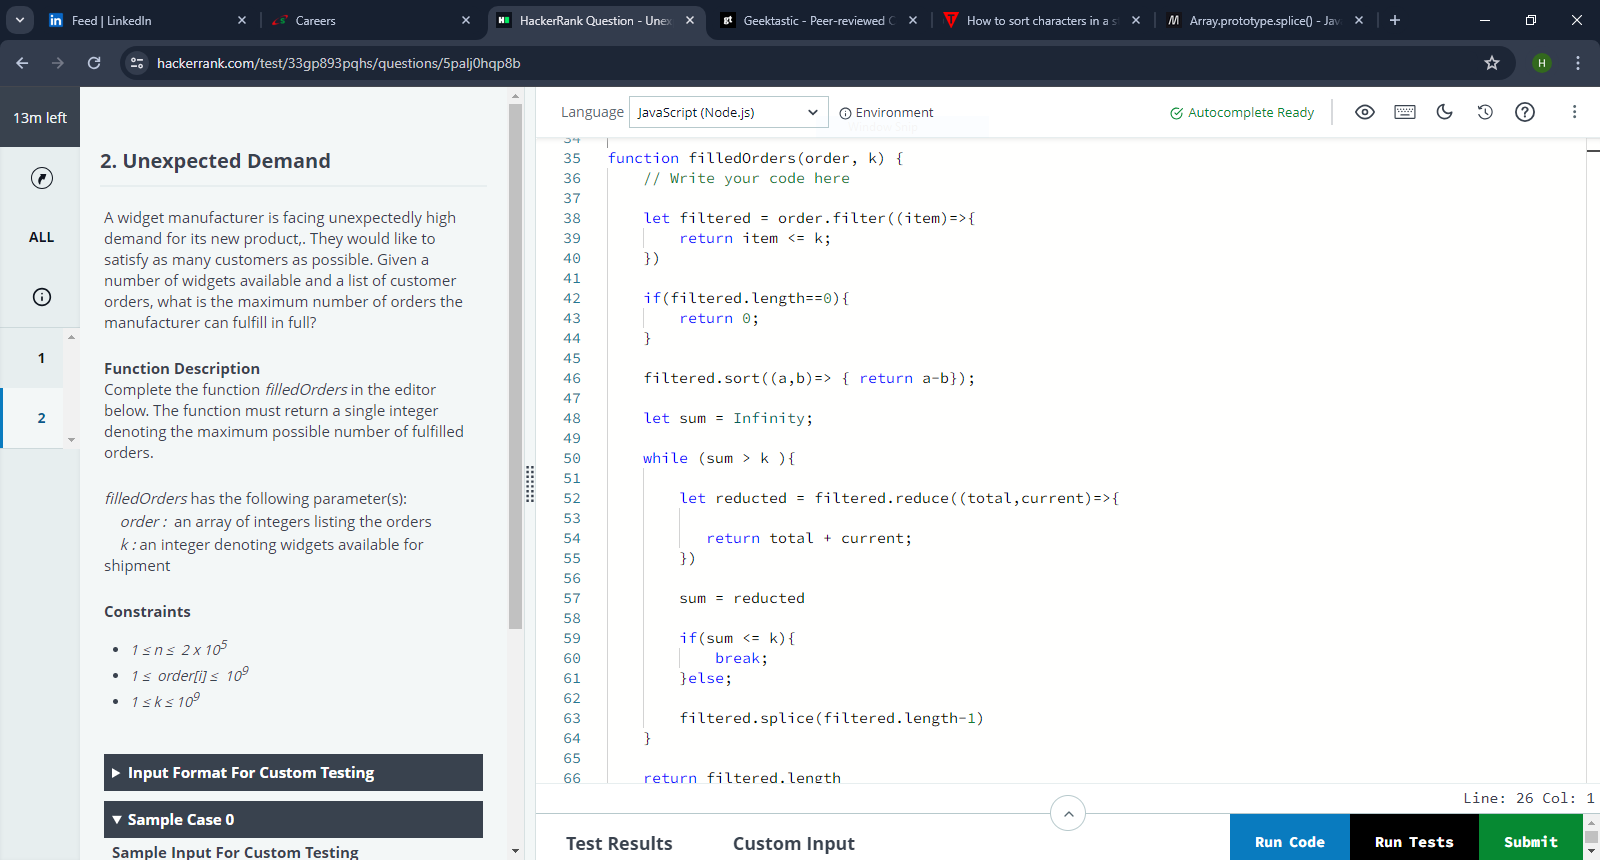 Feed | LinkedIn
Careers
HackerRank Question - Unex
Geektastic - Peer-reviewed C
How to sort characters in a s
Array.prototype.splice() - Jav
hackerrank.com/test/33gp893pqhs/questions/5palj0hqp8b
H
13m left
ALL
1
2
2. Unexpected Demand
A widget manufacturer is facing unexpectedly high
demand for its new product,. They would like to
satisfy as many customers as possible. Given a
number of widgets available and a list of customer
orders, what is the maximum number of orders the
manufacturer can fulfill in full?
Function Description
Complete the function filledOrders in the editor
below. The function must return a single integer
denoting the maximum possible number of fulfilled
orders.
filledOrders has the following parameter(s):
order : an array of integers listing the orders
k : an integer denoting widgets available for
shipment
Constraints
• 1 ≤ n ≤ 2 x 10^5
• 1 ≤ order[i] ≤ 10^9
• 1 ≤ k ≤ 10^9
Input Format For Custom Testing
Sample Case 0
Sample Input For Custom Testing
Language JavaScript (Node.js) Environment
Autocomplete Ready
34
35 function filledOrders(order, k) {
36 // Write your code here
37
38 let filtered = order.filter((item)=>{
39 return item <= k;
40 })
41
42 if(filtered.length==0){
43 return 0;
44 }
45
46 filtered.sort((a,b)=> { return a-b});
47
48 let sum = Infinity;
49
50 while (sum > k ){
51
52 let reducted = filtered.reduce((total,current)=>{
53
54 return total + current;
55 })
56
57 sum = reducted
58
59 if(sum <= k){
60 break;
61 }else;
62
63 filtered.splice(filtered.length-1)
64 }
65
66 return filtered.length
Line: 26 Col: 1
Test Results
Custom Input
Run Code
Run Tests
Submit